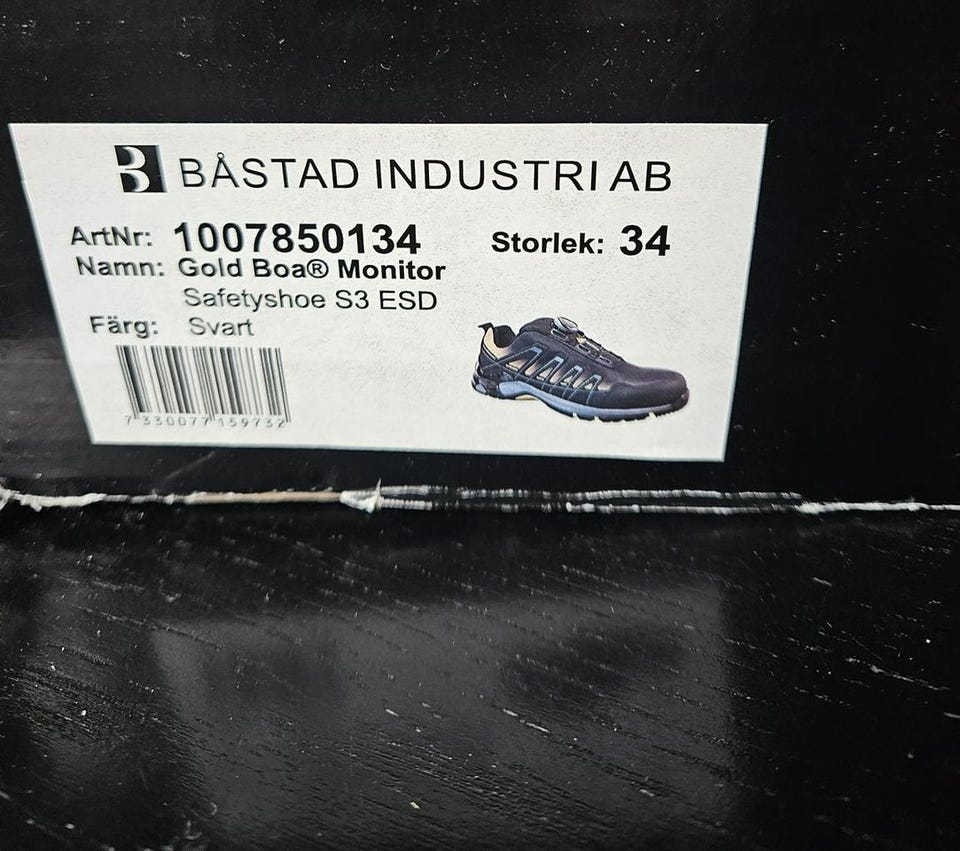 BÅSTAD INDUSTRI AB
ArtNr: 1007850134 Storlek: 34
Namn: Gold Boa® Monitor
Safetyshoe S3 ESD
Färg: Svart
7 330077 159732